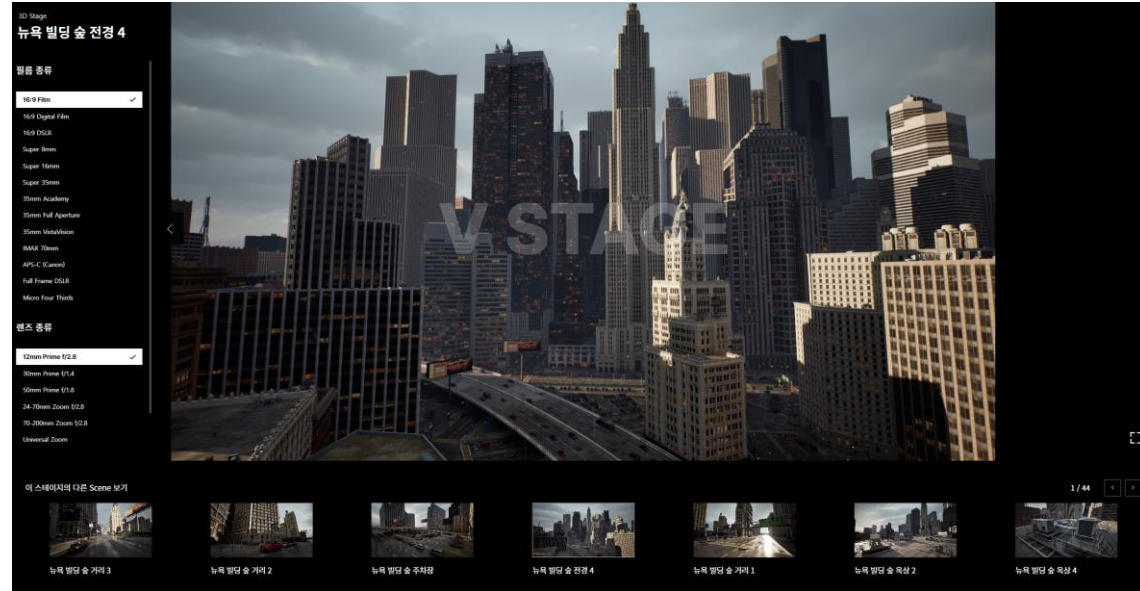 3D Stage
뉴욕 빌딩 숲 전경 4
필름 종류
16:9 Film
16:9 Digital Film
16:9 DSLR
Super 8mm
Super 16mm
Super 35mm
35mm Academy
35mm Full Aperture
35mm VistaVision
IMAX 70mm
APS-C (Canon)
Full Frame DSLR
Micro Four Thirds
렌즈 종류
12mm Prime f/2.8
30mm Prime f/1.4
50mm Prime f/1.8
24-70mm Zoom f/2.8
70-200mm Zoom f/2.8
Universal Zoom
V STAGE
이 스테이지의 다른 Scene 보기
1 / 44
뉴욕 빌딩 숲 거리 3
뉴욕 빌딩 숲 거리 2
뉴욕 빌딩 숲 주차장
뉴욕 빌딩 숲 전경 4
뉴욕 빌딩 숲 거리 1
뉴욕 빌딩 숲 옥상 2
뉴욕 빌딩 숲 옥상 4